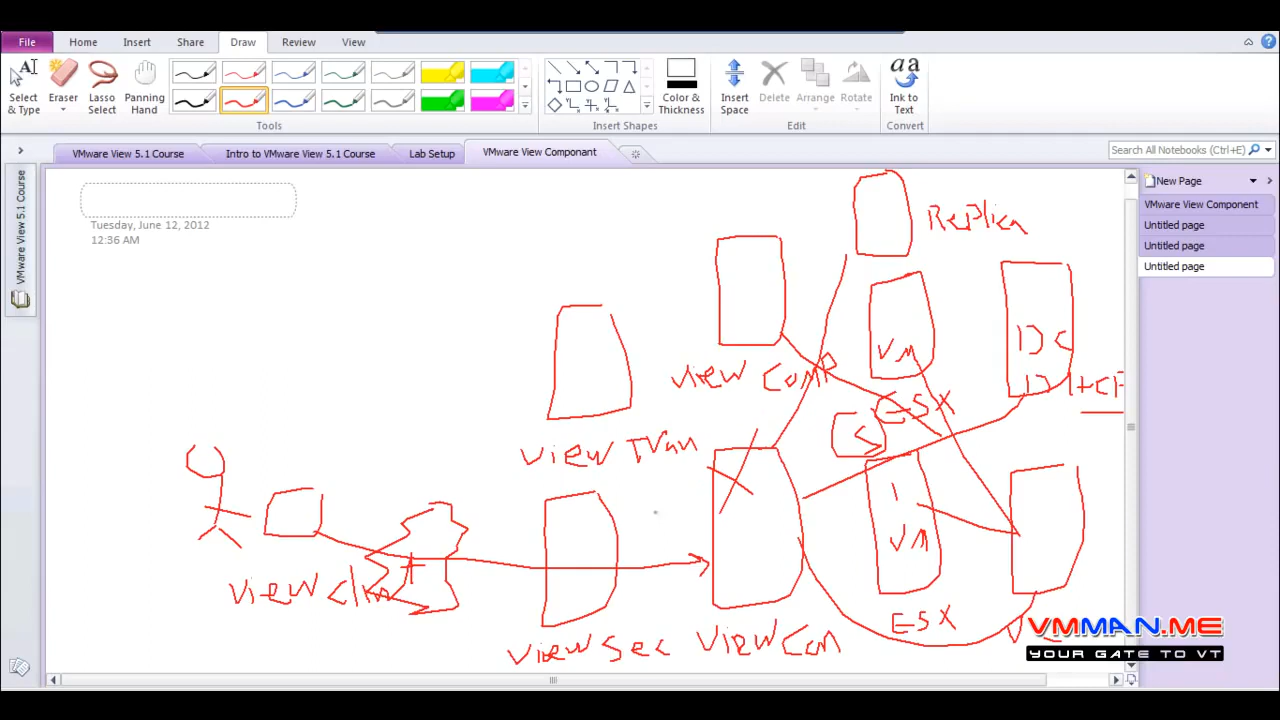 File Home Insert Share Draw Review View
Select & Type
Eraser
Lasso Select
Panning Hand
Color & Thickness
Insert Space
Delete
Arrange
Rotate
Ink to Text
Tools
Insert Shapes
Edit
Convert
VMware View 5.1 Course
Intro to VMware View 5.1 Course
Lab Setup
VMware View Componant
Search All Notebooks (Ctrl+E)
New Page
VMware View Component
Untitled page
Untitled page
Untitled page
VMware View 5.1 Course
Tuesday, June 12, 2012
12:36 AM
Replica
View Comp
VM
ESX
DC
View Tran
VM
ESX
View Sec
View Con
VMMAN.ME
YOUR GATE TO VT